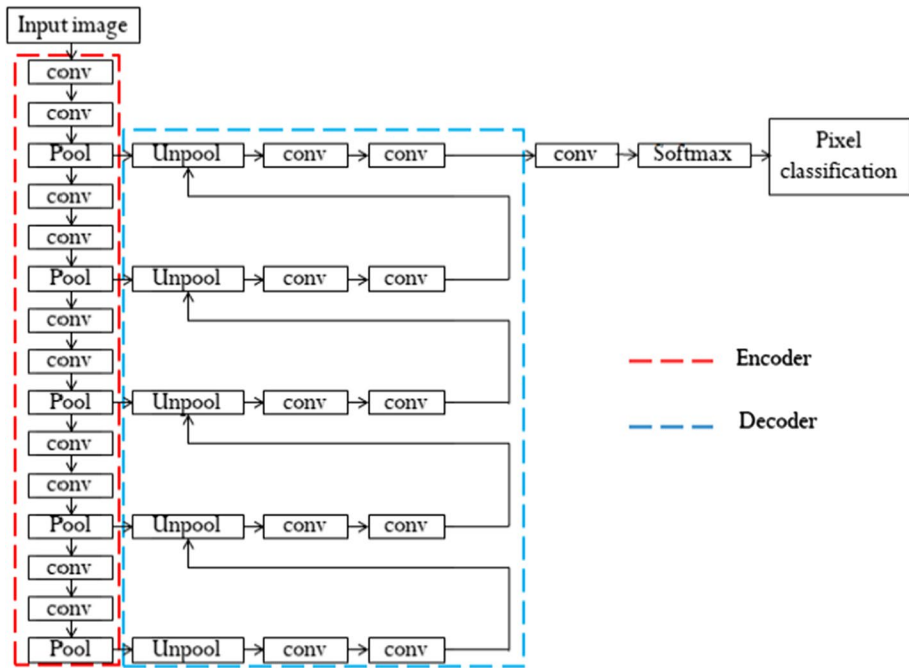 Input image
conv
conv
Pool Unpool conv conv conv Softmax Pixel
classification
conv
conv
Pool Unpool conv conv
conv
conv
Encoder
Pool Unpool conv conv
Decoder
conv
conv
Pool Unpool conv conv
conv
conv
Pool Unpool conv conv